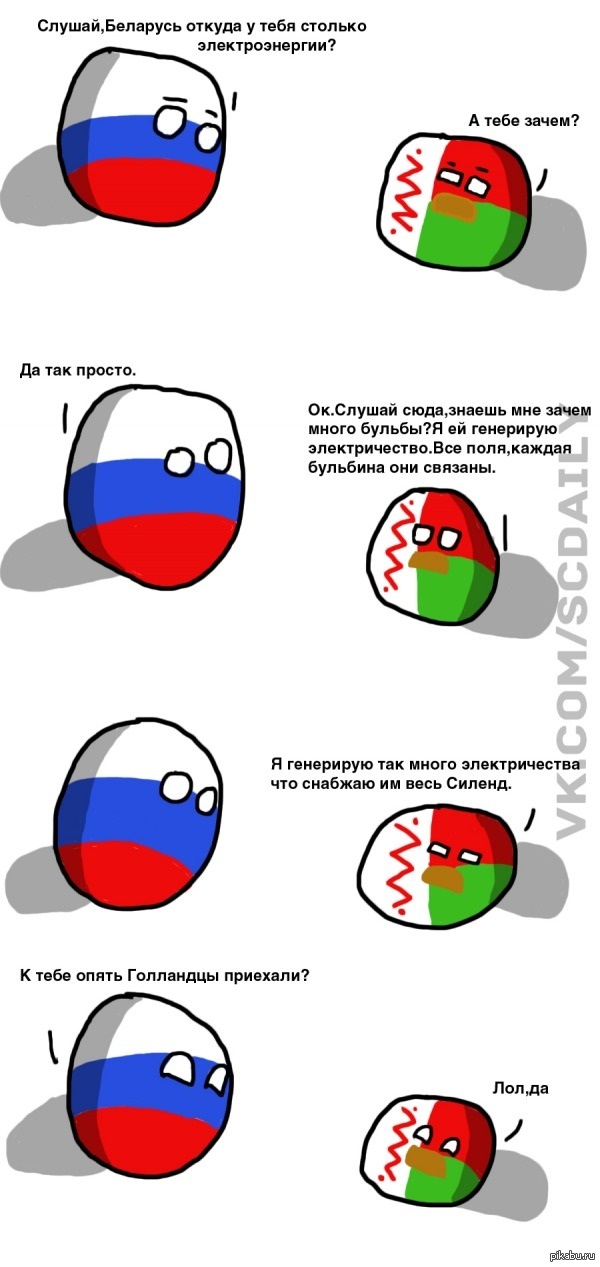 Слушай,Беларусь откуда у тебя столько
электроэнергии?
А тебе зачем?
Да так просто.
Ок.Слушай сюда,знаешь мне зачем
много бульбы?Я ей генерирую
электричество.Все поля,каждая
бульбина они связаны.
Я генерирую так много электричества
что снабжаю им весь Силенд.
К тебе опять Голландцы приехали?
Лол,да
VK.COM/SCDAILY
pikabu.ru